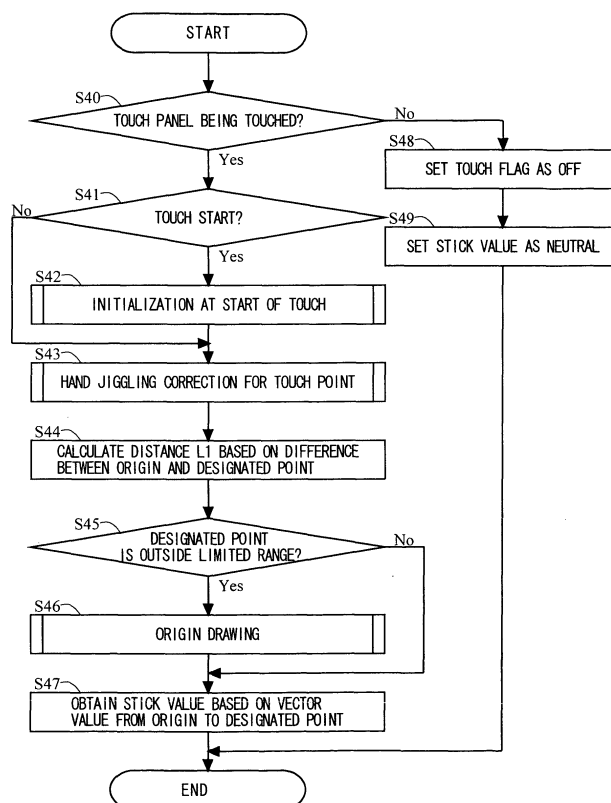 START
S40
TOUCH PANEL BEING TOUCHED?
No
Yes
S48
SET TOUCH FLAG AS OFF
S41
TOUCH START?
No
Yes
S49
SET STICK VALUE AS NEUTRAL
S42
INITIALIZATION AT START OF TOUCH
S43
HAND JIGGLING CORRECTION FOR TOUCH POINT
S44
CALCULATE DISTANCE L1 BASED ON DIFFERENCE
BETWEEN ORIGIN AND DESIGNATED POINT
S45
DESIGNATED POINT
IS OUTSIDE LIMITED RANGE?
No
Yes
S46
ORIGIN DRAWING
S47
OBTAIN STICK VALUE BASED ON VECTOR
VALUE FROM ORIGIN TO DESIGNATED POINT
END